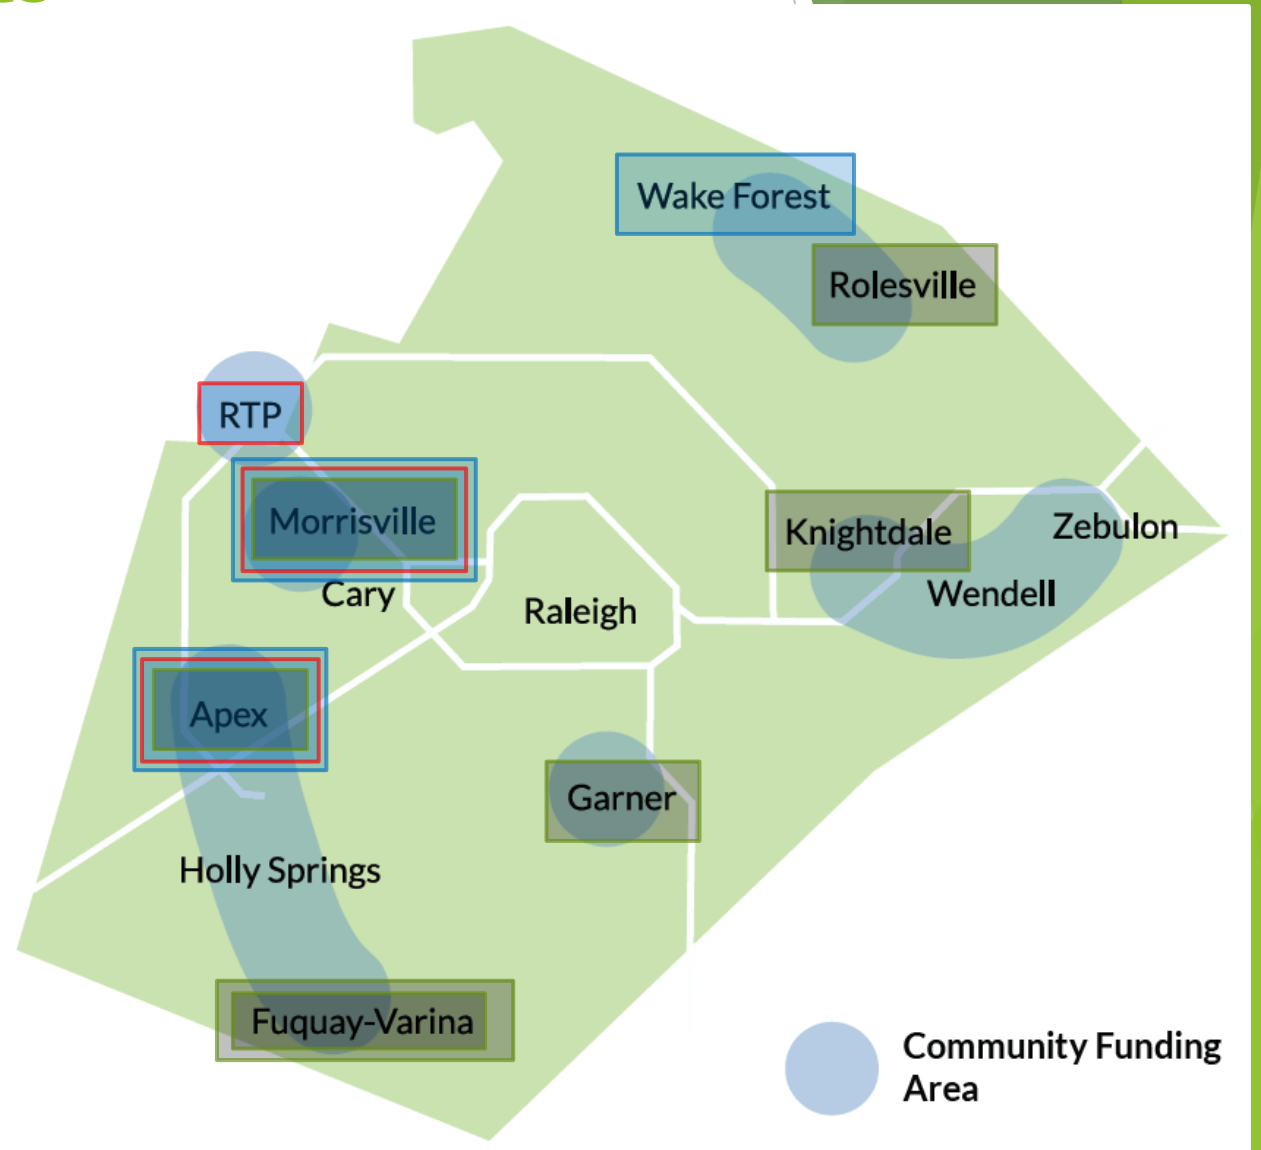 Wake Forest
Rolesville
RTP
Morrisville
Knightdale
Zebulon
Cary
Raleigh
Wendell
Apex
Garner
Holly Springs
Fuquay-Varina
Community Funding
Area